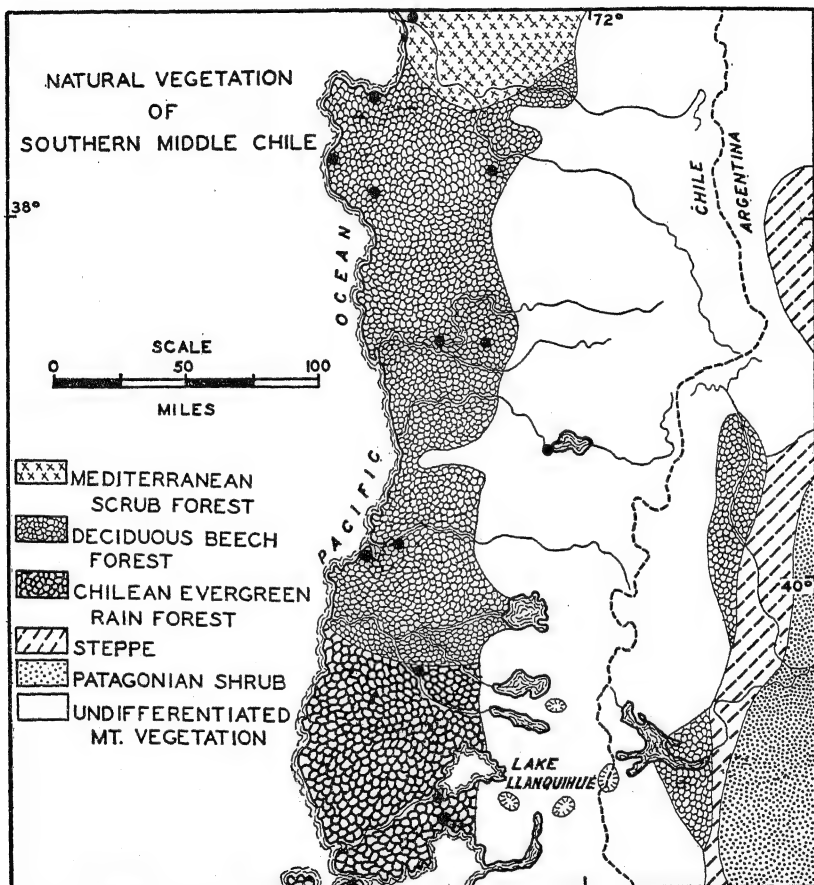 72°
NATURAL VEGETATION
OF
SOUTHERN MIDDLE CHILE
CHILE
ARGENTINA
38°
OCEAN
SCALE
0 50 100
MILES
PACIFIC
MEDITERRANEAN
SCRUB FOREST
DECIDUOUS BEECH
FOREST
CHILEAN EVERGREEN
RAIN FOREST
40°
STEPPE
PATAGONIAN SHRUB
UNDIFFERENTIATED
MT. VEGETATION
LAKE
LLANQUIHUE